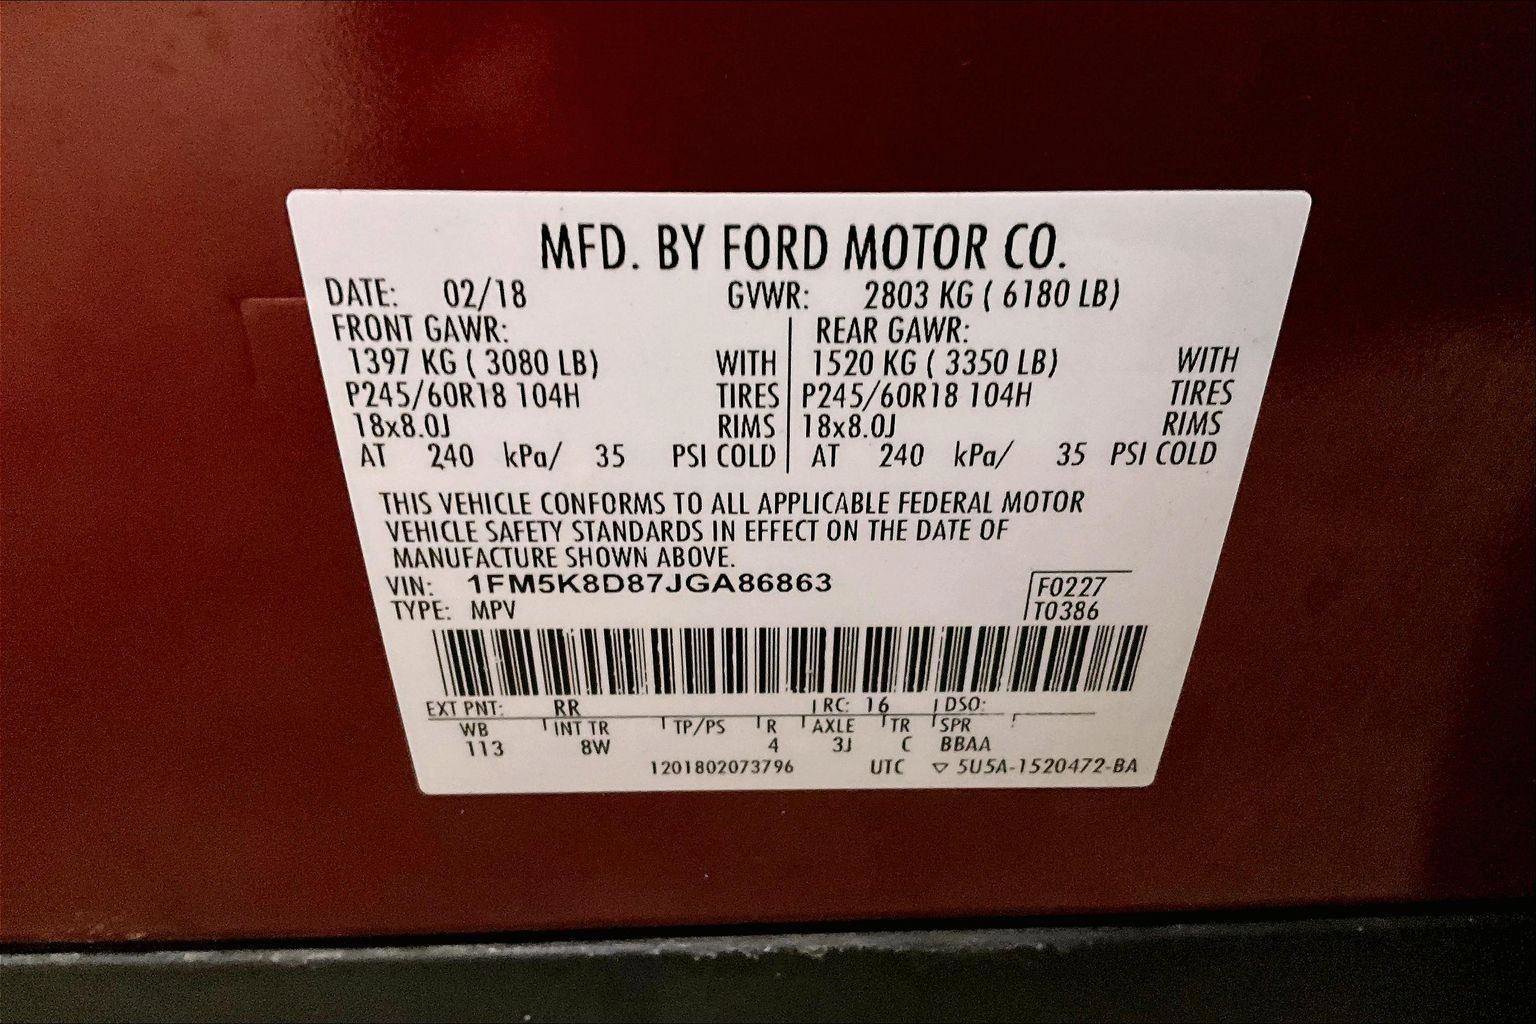 MFD. BY FORD MOTOR CO.
DATE: 02/18 GVWR: 2803 KG ( 6180 LB)
FRONT GAWR: REAR GAWR:
1397 KG ( 3080 LB) WITH 1520 KG ( 3350 LB) WITH
P245/60R18 104H TIRES P245/60R18 104H TIRES
18x8.0J RIMS 18x8.0J RIMS
AT 240 kPa/ 35 PSI COLD AT 240 kPa/ 35 PSI COLD
THIS VEHICLE CONFORMS TO ALL APPLICABLE FEDERAL MOTOR
VEHICLE SAFETY STANDARDS IN EFFECT ON THE DATE OF
MANUFACTURE SHOWN ABOVE.
VIN: 1FM5K8D87JGA86863 F0227
TYPE: MPV T0386
EXT PNT: RR RC: 16 DSO:
WB INT TR TP/PS R AXLE TR SPR
113 8W 4 3J C BBAA
1201802073796 UTC ▽ 5U5A-1520472-BA